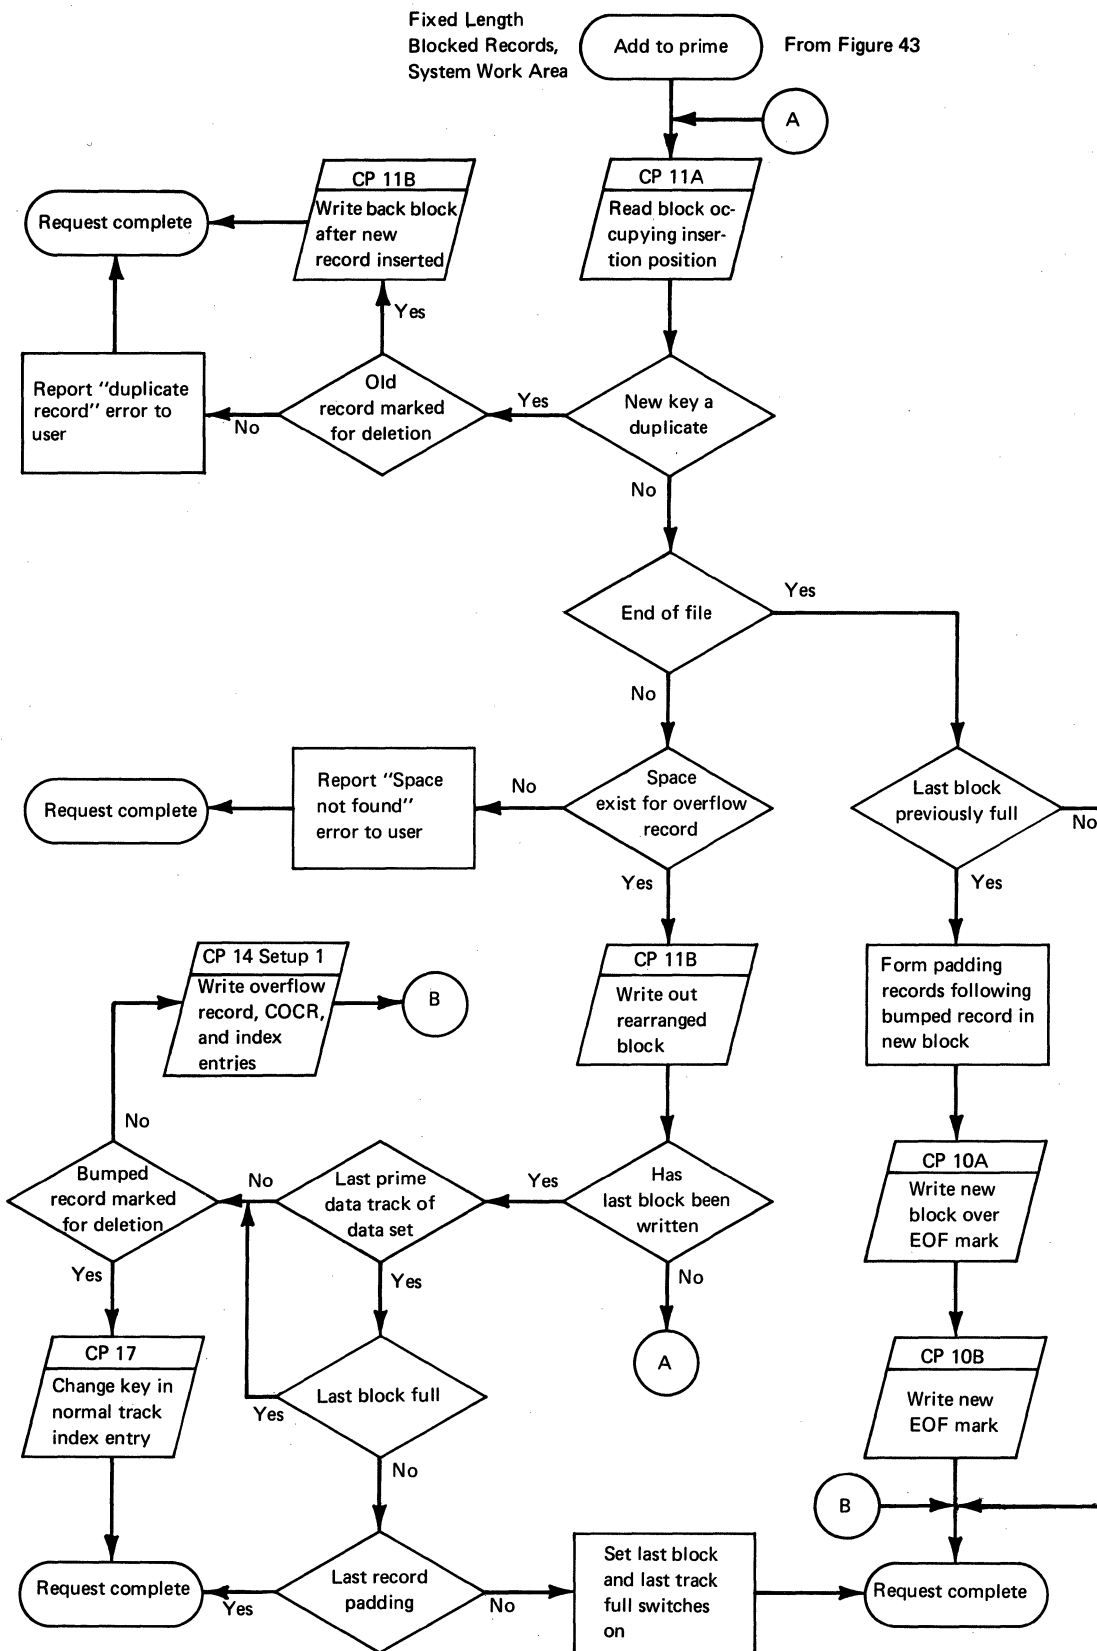 Fixed Length
Blocked Records,
System Work Area
Add to prime
From Figure 43
A
CP 11B
Write back block
after new
record inserted
Request complete
CP 11A
Read block oc-
cupying inser-
tion position
Yes
Report "duplicate
record" error to
user
No
Old
record marked
for deletion
Yes
New key a
duplicate
No
End of file
Yes
No
Request complete
Report "Space
not found"
error to user
No
Space
exist for overflow
record
Last block
previously full
No
Yes
Yes
CP 14 Setup 1
Write overflow
record, COCR,
and index
entries
B
CP 11B
Write out
rearranged
block
Form padding
records following
bumped record in
new block
No
Bumped
record marked
for deletion
No
Last prime
data track of
data set
Yes
Has
last block been
written
CP 10A
Write new
block over
EOF mark
Yes
Yes
No
CP 17
Change key in
normal track
index entry
Last block full
Yes
A
CP 10B
Write new
EOF mark
No
B
Request complete
Yes
Last record
padding
No
Set last block
and last track
full switches
on
Request complete